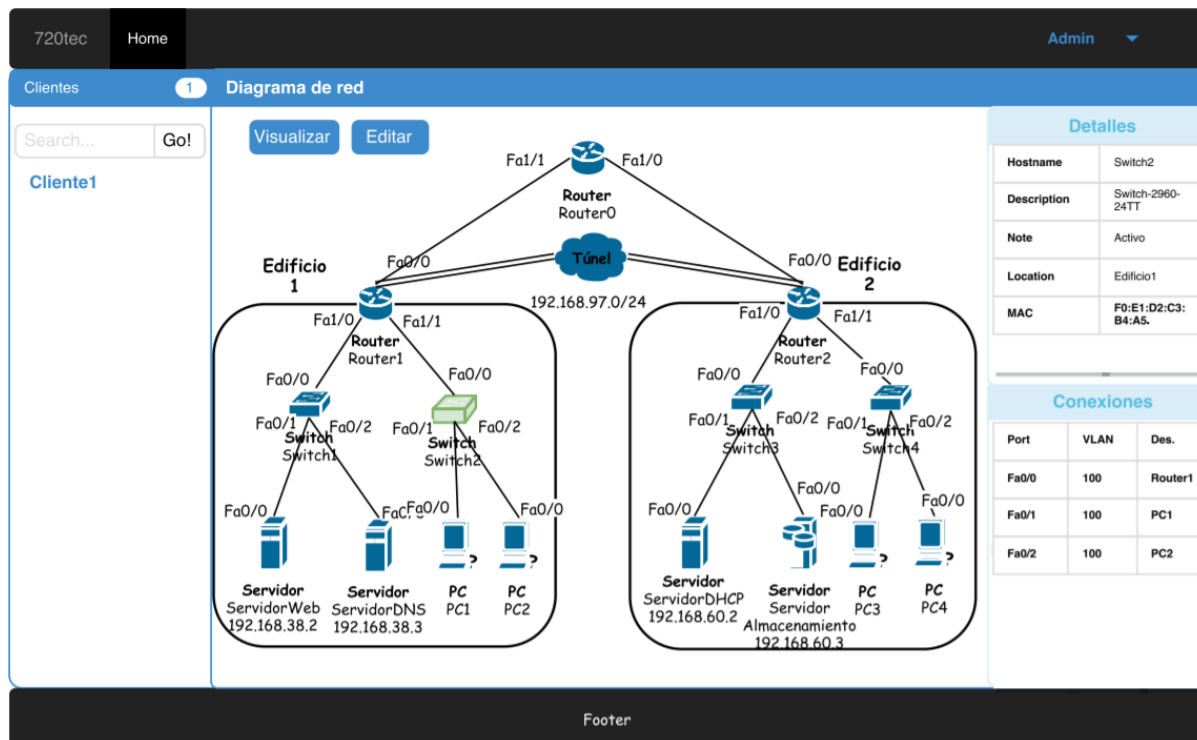 720tec Home Admin
Clientes 1
Diagrama de red
Search... Go!
Cliente1
Visualizar Editar
Fa1/1 Fa1/0
Router
Router0
Túnel
192.168.97.0/24
Edificio
1
Fa0/0
Fa1/0 Fa1/1
Router
Router1
Fa0/0 Fa0/0
Fa0/1 Fa0/2
Switch
Switch1
Fa0/1 Fa0/2
Switch
Switch2
Fa0/0 Fa0/0 Fa0/0
Servidor
ServidorWeb
192.168.38.2
Servidor
ServidorDNS
192.168.38.3
PC
PC1
PC
PC2
Fa0/0
Edificio
2
Fa1/0 Fa1/1
Router
Router2
Fa0/0 Fa0/0
Fa0/1 Fa0/2
Switch
Switch3
Fa0/1 Fa0/2
Switch
Switch4
Fa0/0 Fa0/0 Fa0/0 Fa0/0
Servidor
ServidorDHCP
192.168.60.2
Servidor
Servidor
Almacenamiento
192.168.60.3
PC
PC3
PC
PC4
Detalles
Hostname Switch2
Description Switch-2960-
24TT
Note Activo
Location Edificio1
MAC F0:E1:D2:C3:
B4:A5.
Conexiones
Port VLAN Des.
Fa0/0 100 Router1
Fa0/1 100 PC1
Fa0/2 100 PC2
Footer